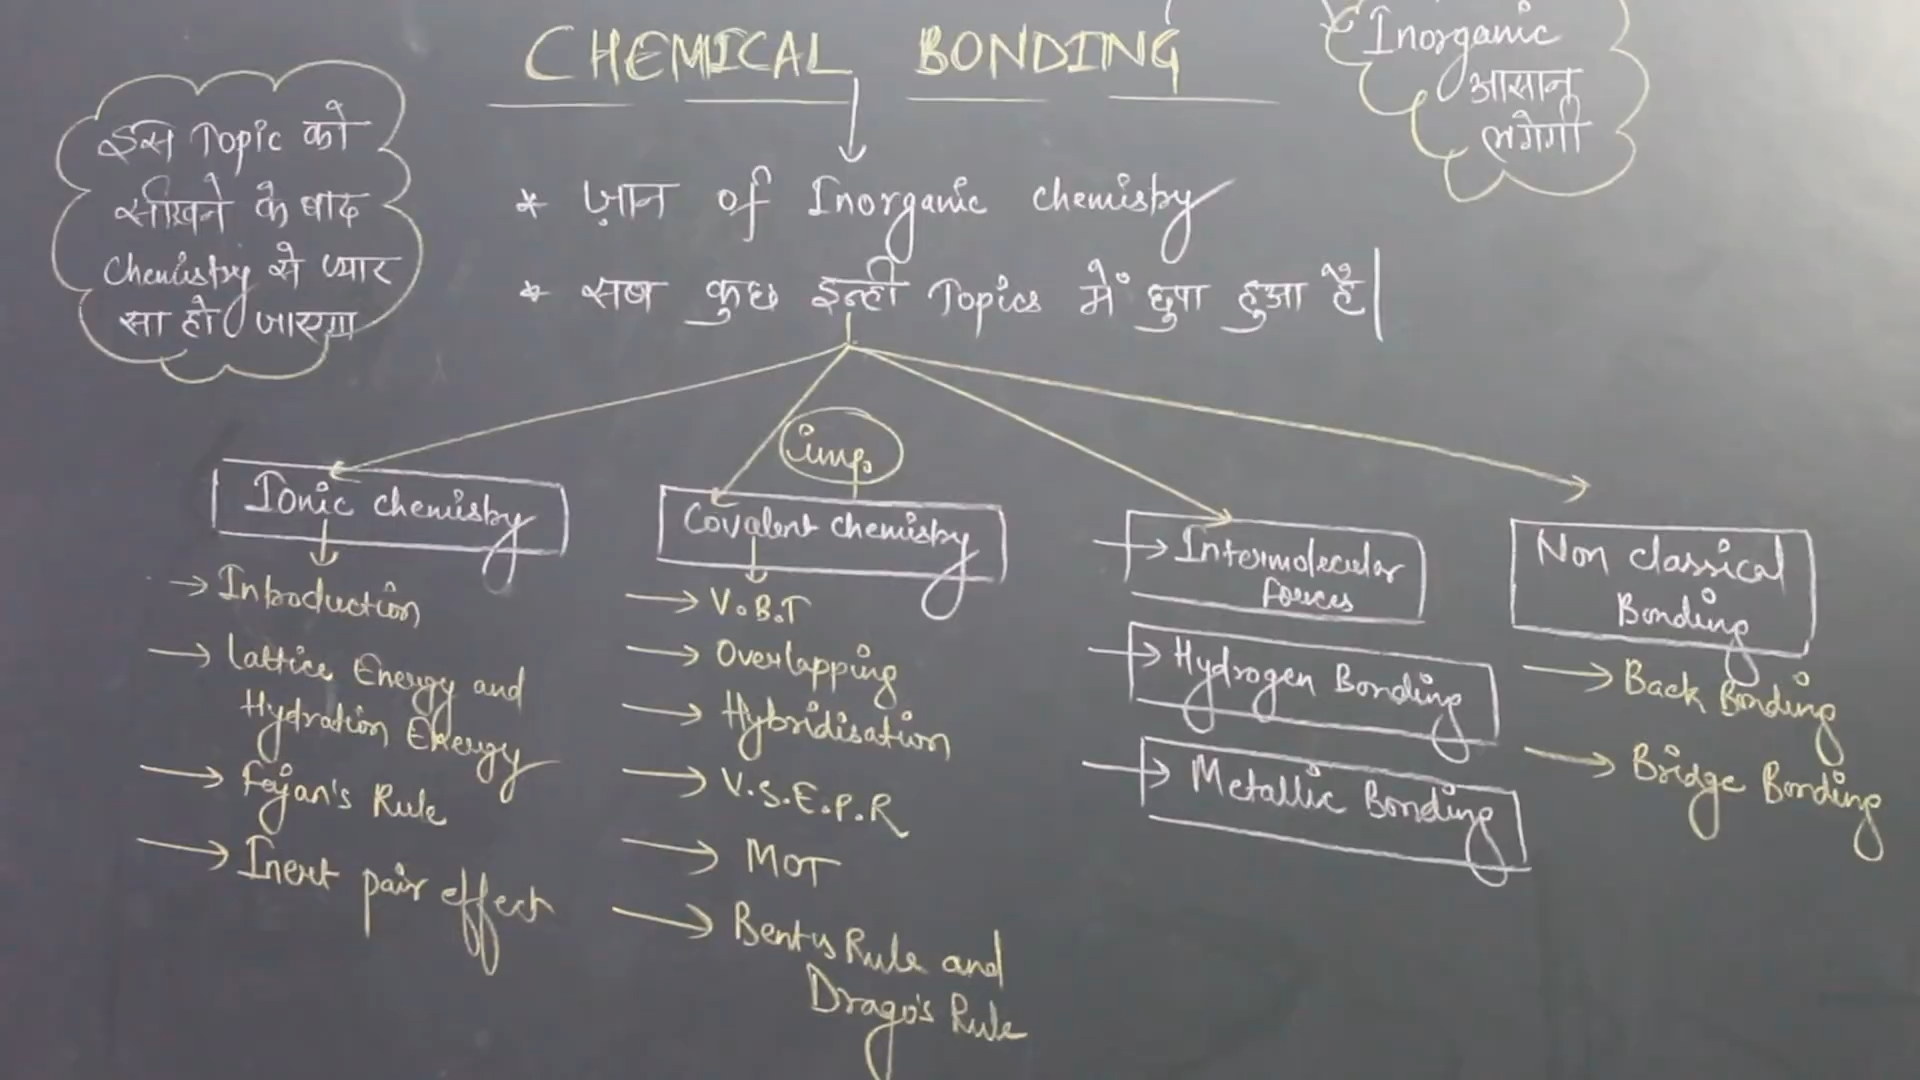 CHEMICAL BONDING
Inorganic
आसान
लगेगी
इस Topic को
सीखने के बाद
Chemistry से प्यार
सा हो जाएगा
* ज़ान of Inorganic chemistry
* सब कुछ इन्ही Topics में छुपा हुआ है|
imp.
Ionic chemistry
→ Introduction
→ Lattice Energy and
Hydration Energy
→ Fajan's Rule
→ Inert pair effect
Covalent chemistry
→ V.B.T
→ Overlapping
→ Hybridisation
→ V.S.E.P.R
→ MOT
→ Bent's Rule and
Drago's Rule
→ Intermolecular
forces
→ Hydrogen Bonding
→ Metallic Bonding
Non classical
Bonding
→ Back Bonding
→ Bridge Bonding